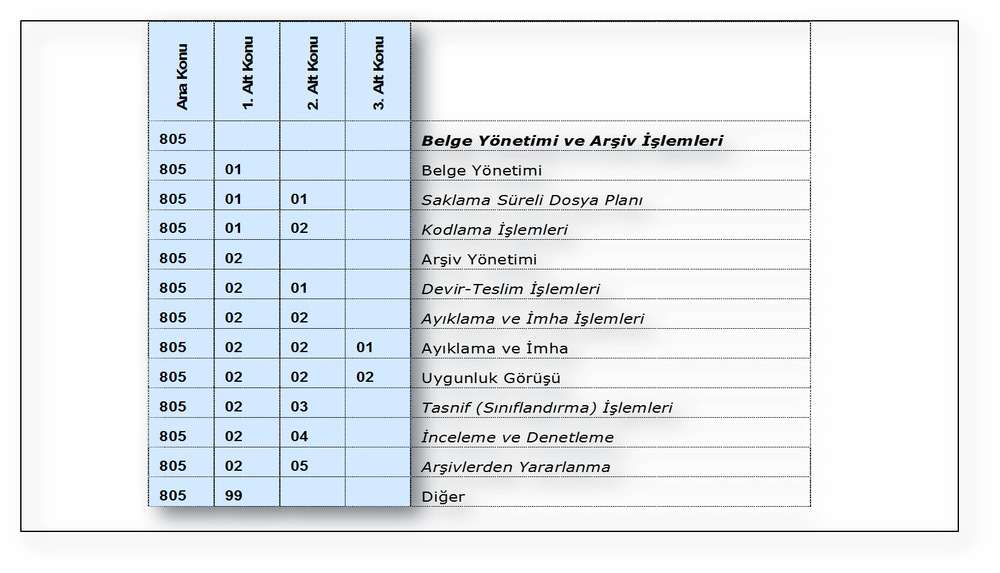 Ana Konu 1. Alt Konu 2. Alt Konu 3. Alt Konu
805 Belge Yönetimi ve Arşiv İşlemleri
805 01 Belge Yönetimi
805 01 01 Saklama Süreli Dosya Planı
805 01 02 Kodlama İşlemleri
805 02 Arşiv Yönetimi
805 02 01 Devir-Teslim İşlemleri
805 02 02 Ayıklama ve İmha İşlemleri
805 02 02 01 Ayıklama ve İmha
805 02 02 02 Uygunluk Görüşü
805 02 03 Tasnif (Sınıflandırma) İşlemleri
805 02 04 İnceleme ve Denetleme
805 02 05 Arşivlerden Yararlanma
805 99 Diğer